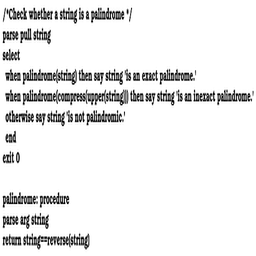 /*Check whether a string is a palindrome */
parse pull string
select
when palindrome(string) then say string 'is an exact palindrome.'
when palindrome(compress(upper(string))) then say string 'is an inexact palindrome.'
otherwise say string 'is not palindromic.'
end
exit 0
palindrome: procedure
parse arg string
return string==reverse(string)